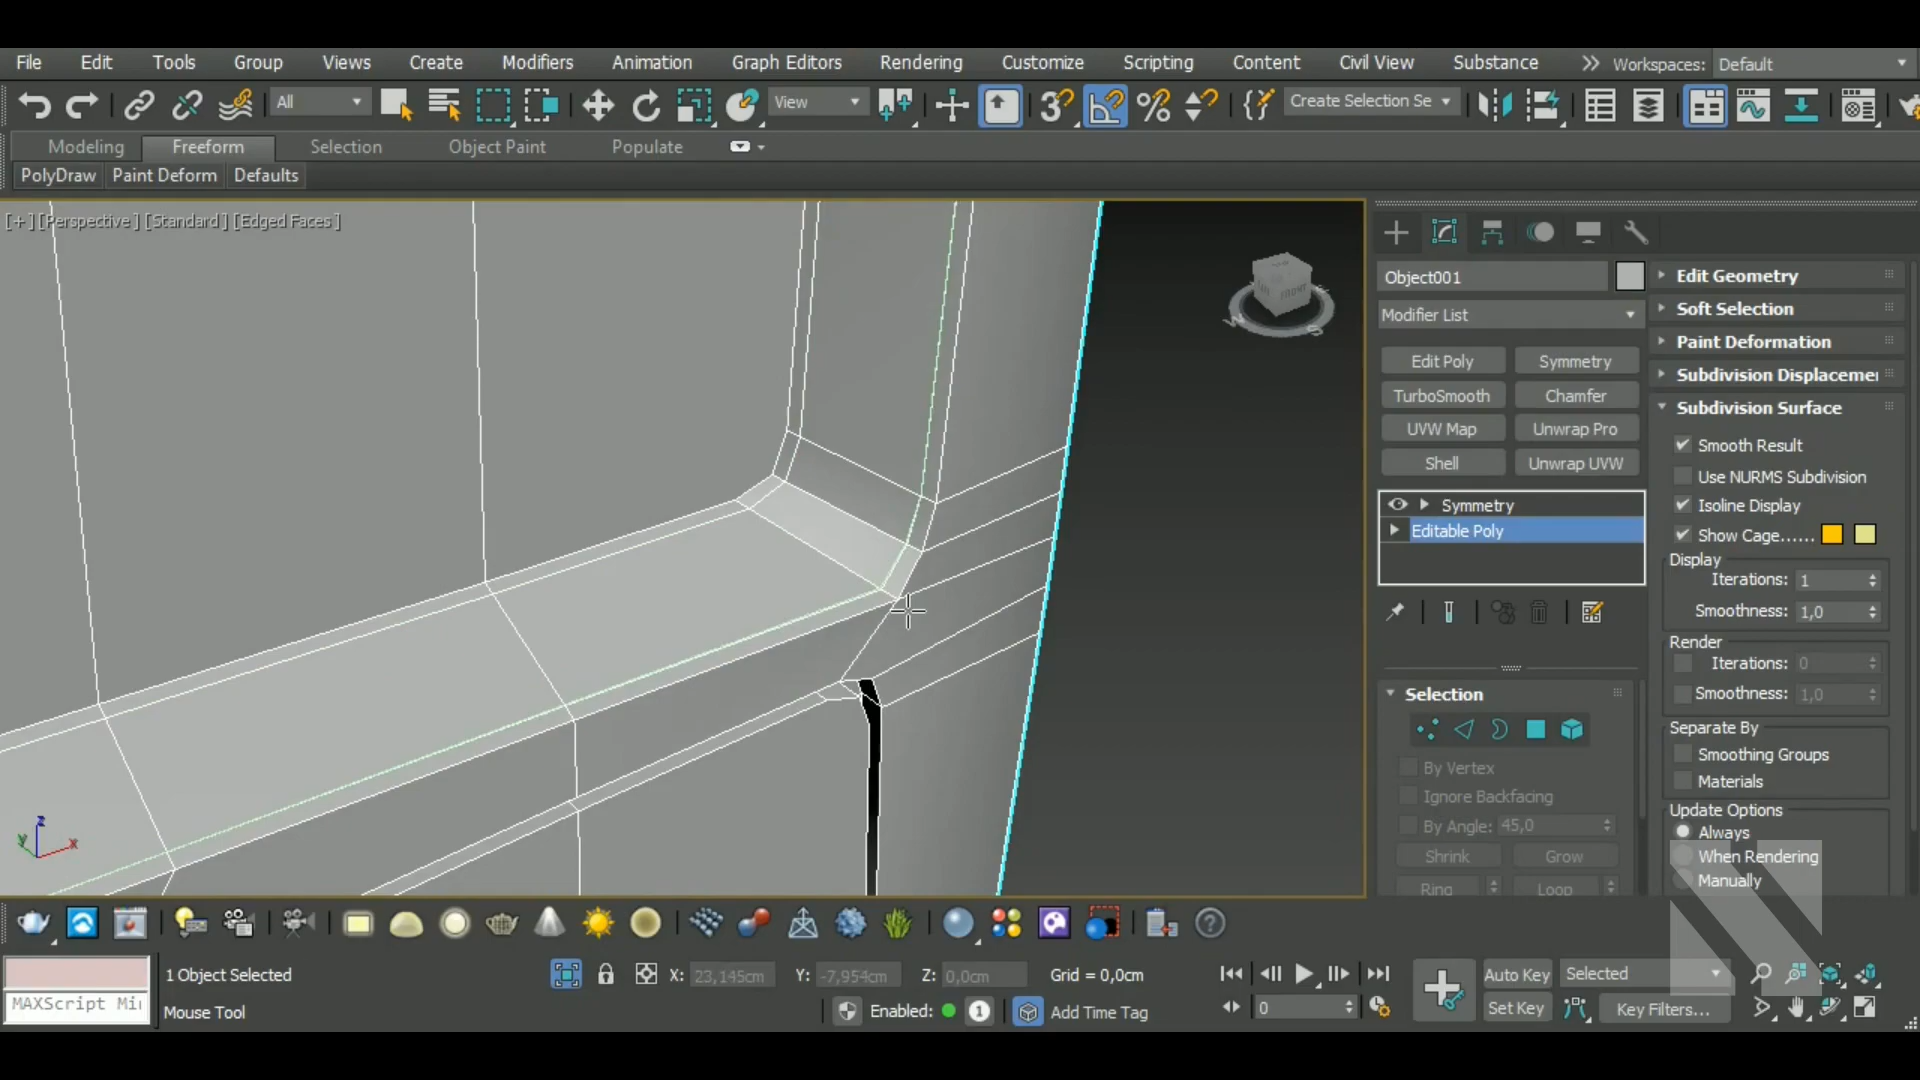 File Edit Tools Group Views Create Modifiers Animation Graph Editors Rendering Customize Scripting Content Civil View Substance Workspaces: Default
All View Create Selection Se
Modeling Freeform Selection Object Paint Populate
PolyDraw Paint Deform Defaults
[+] [Perspective] [Standard] [Edged Faces]
Object001
Modifier List
Edit Poly Symmetry
TurboSmooth Chamfer
UVW Map Unwrap Pro
Shell Unwrap UVW
Symmetry
Editable Poly
Selection
By Vertex
Ignore Backfacing
By Angle: 45,0
Shrink Grow
Ring Loop
Edit Geometry
Soft Selection
Paint Deformation
Subdivision Displacemen
Subdivision Surface
Smooth Result
Use NURMS Subdivision
Isoline Display
Show Cage......
Display
Iterations: 1
Smoothness: 1,0
Render
Iterations: 0
Smoothness: 1,0
Separate By
Smoothing Groups
Materials
Update Options
Always
When Rendering
Manually
z
y x
W S
FRONT
MAXScript Mi
1 Object Selected
Mouse Tool
X: 23,145cm Y: -7,954cm Z: 0,0cm Grid = 0,0cm
Enabled: 1 Add Time Tag
0
Auto Key Selected
Set Key Key Filters...